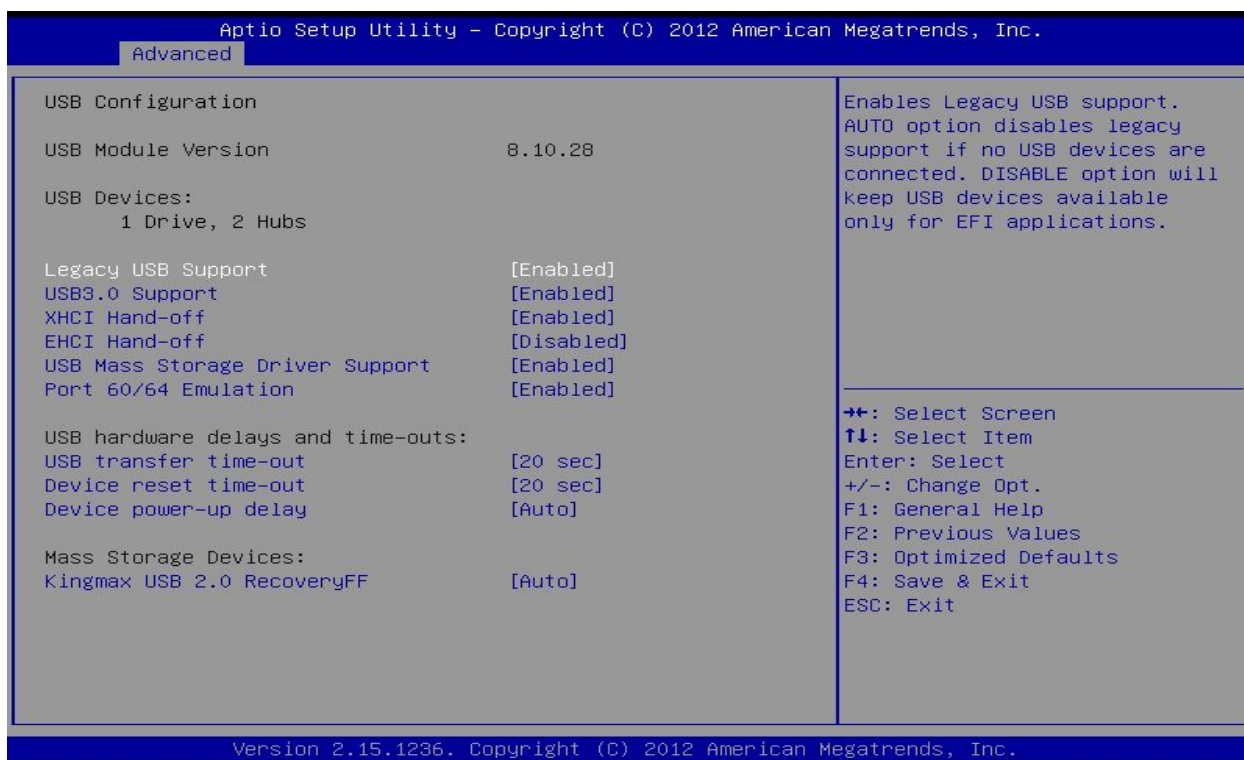 Aptio Setup Utility – Copyright (C) 2012 American Megatrends, Inc.
Advanced
USB Configuration
USB Module Version 8.10.28
USB Devices:
1 Drive, 2 Hubs
Legacy USB Support [Enabled]
USB3.0 Support [Enabled]
XHCI Hand-off [Enabled]
EHCI Hand-off [Disabled]
USB Mass Storage Driver Support [Enabled]
Port 60/64 Emulation [Enabled]
USB hardware delays and time-outs:
USB transfer time-out [20 sec]
Device reset time-out [20 sec]
Device power-up delay [Auto]
Mass Storage Devices:
Kingmax USB 2.0 RecoveryFF [Auto]
Enables Legacy USB support.
AUTO option disables legacy
support if no USB devices are
connected. DISABLE option will
keep USB devices available
only for EFI applications.
→←: Select Screen
↑↓: Select Item
Enter: Select
+/-: Change Opt.
F1: General Help
F2: Previous Values
F3: Optimized Defaults
F4: Save & Exit
ESC: Exit
Version 2.15.1236. Copyright (C) 2012 American Megatrends, Inc.